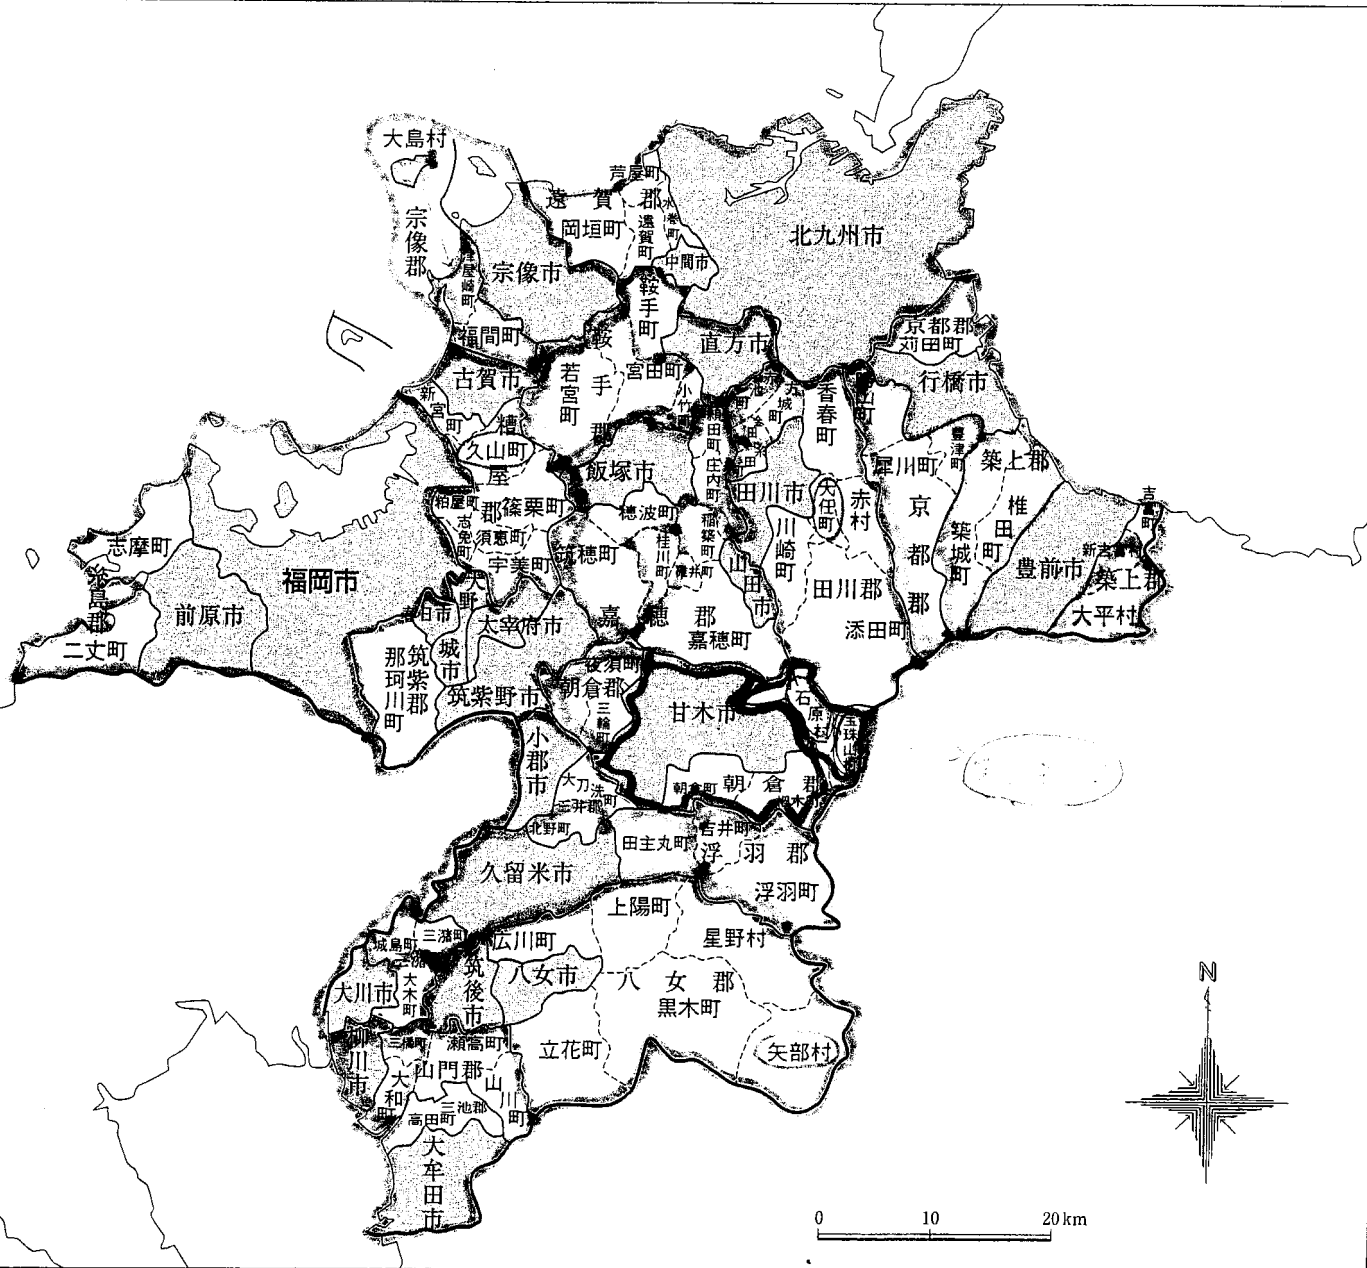 大島村
宗像郡
芦屋町
遠賀郡
岡垣町
遠賀町
水巻町
中間市
北九州市
宗像市
福間町
鞍手町
直方市
京都郡
苅田町
行橋市
古賀市
新宮町
若宮町
鞍手郡
宮田町
小竹町
香春町
糟屋郡
久山町
飯塚市
頴田町
庄内町
田川市
大任町
赤村
犀川町
豊津町
築上郡
椎田町
築城町
京都郡
吉富町
新吉富村
豊前市
築上郡
大平村
粕屋町
篠栗町
志免町
須恵町
宇美町
穂波町
筑穂町
桂川町
稲築町
碓井町
山田市
川崎町
田川郡
添田町
嘉穂郡
嘉穂町
志摩町
糸島郡
二丈町
前原市
福岡市
春日市
大野城市
太宰府市
筑紫郡
那珂川町
筑紫野市
夜須町
朝倉郡
三輪町
甘木市
宝珠山村
小郡市
大刀洗町
三井郡
北野町
朝倉町
朝倉郡
杷木町
久留米市
田主丸町
吉井町
浮羽郡
浮羽町
上陽町
星野村
城島町
三潴町
広川町
大川市
大木町
筑後市
八女市
八女郡
黒木町
柳川市
三橋町
瀬高町
山門郡
大和町
山川町
立花町
矢部村
高田町
三池郡
大牟田市
N
0 10 20km